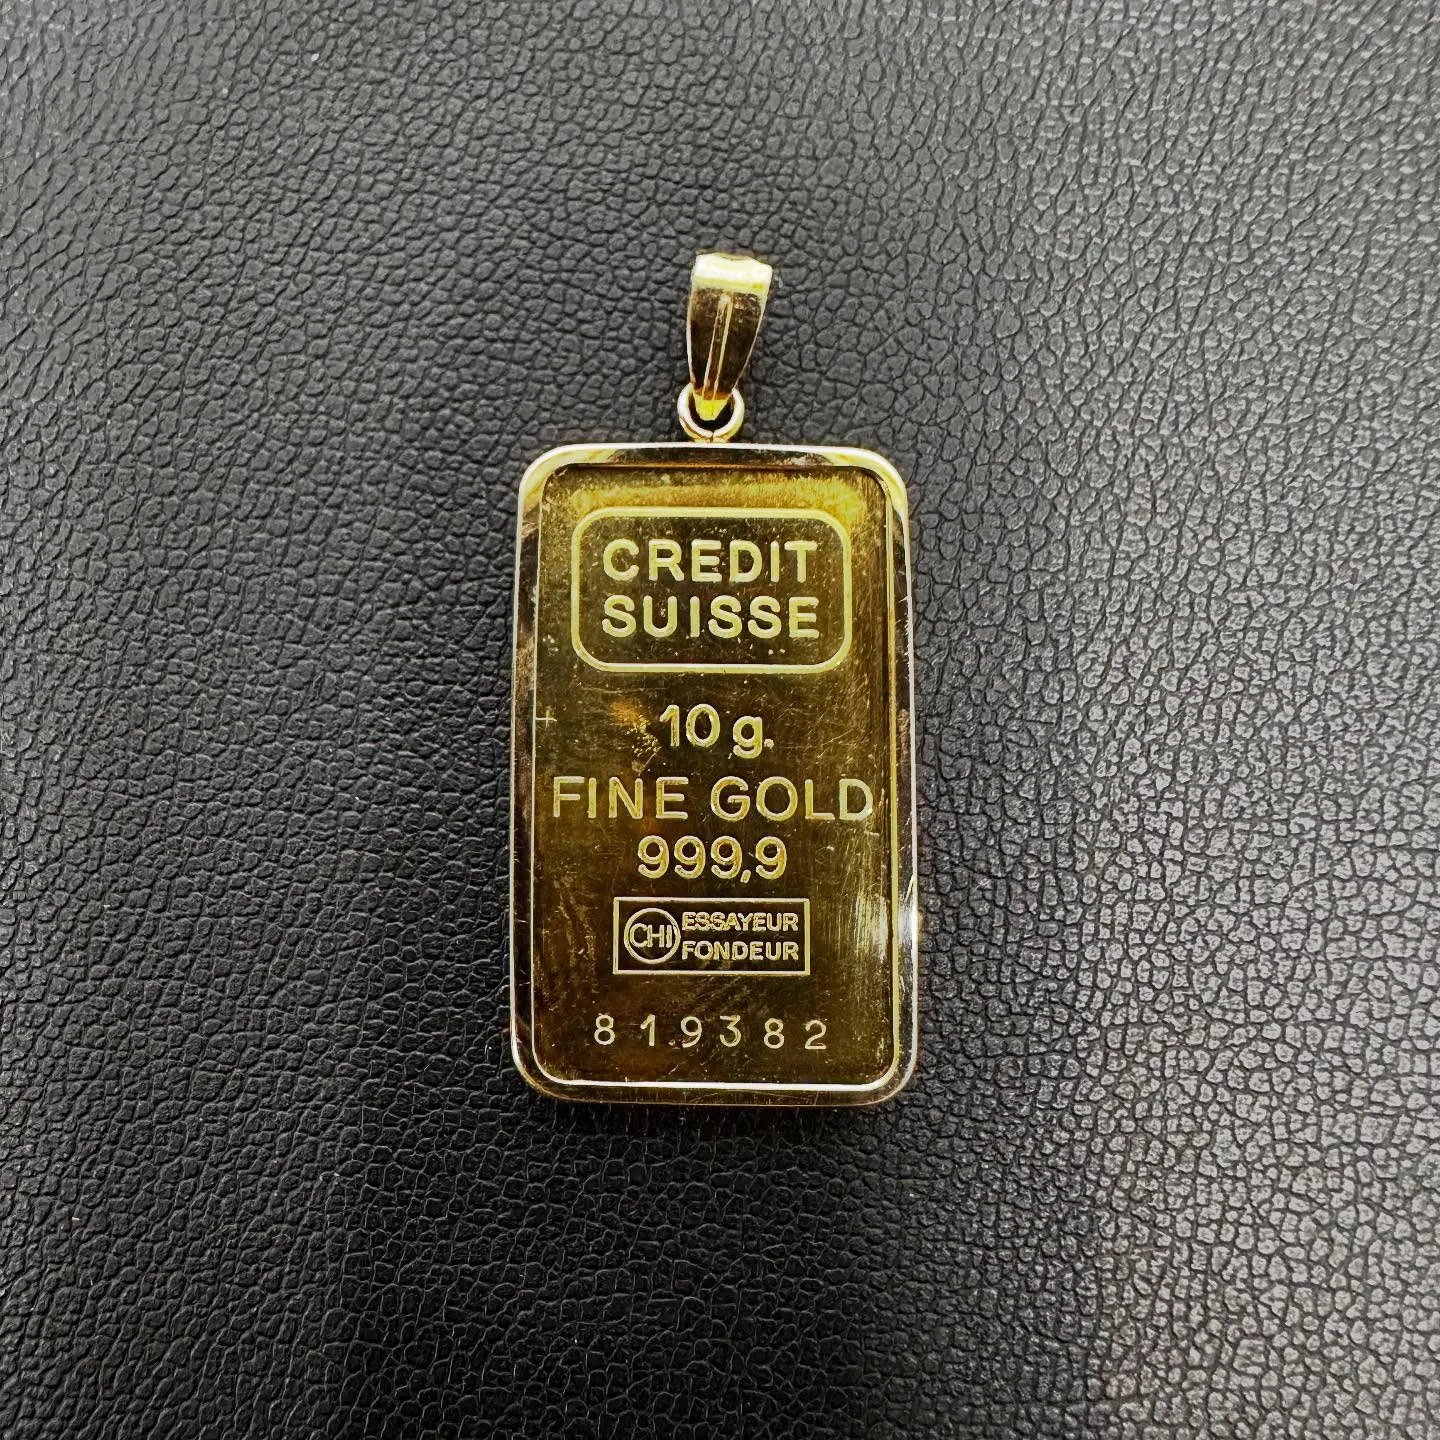 CREDIT
SUISSE
10 g.
FINE GOLD
999,9
CHI ESSAYEUR
FONDEUR
819382